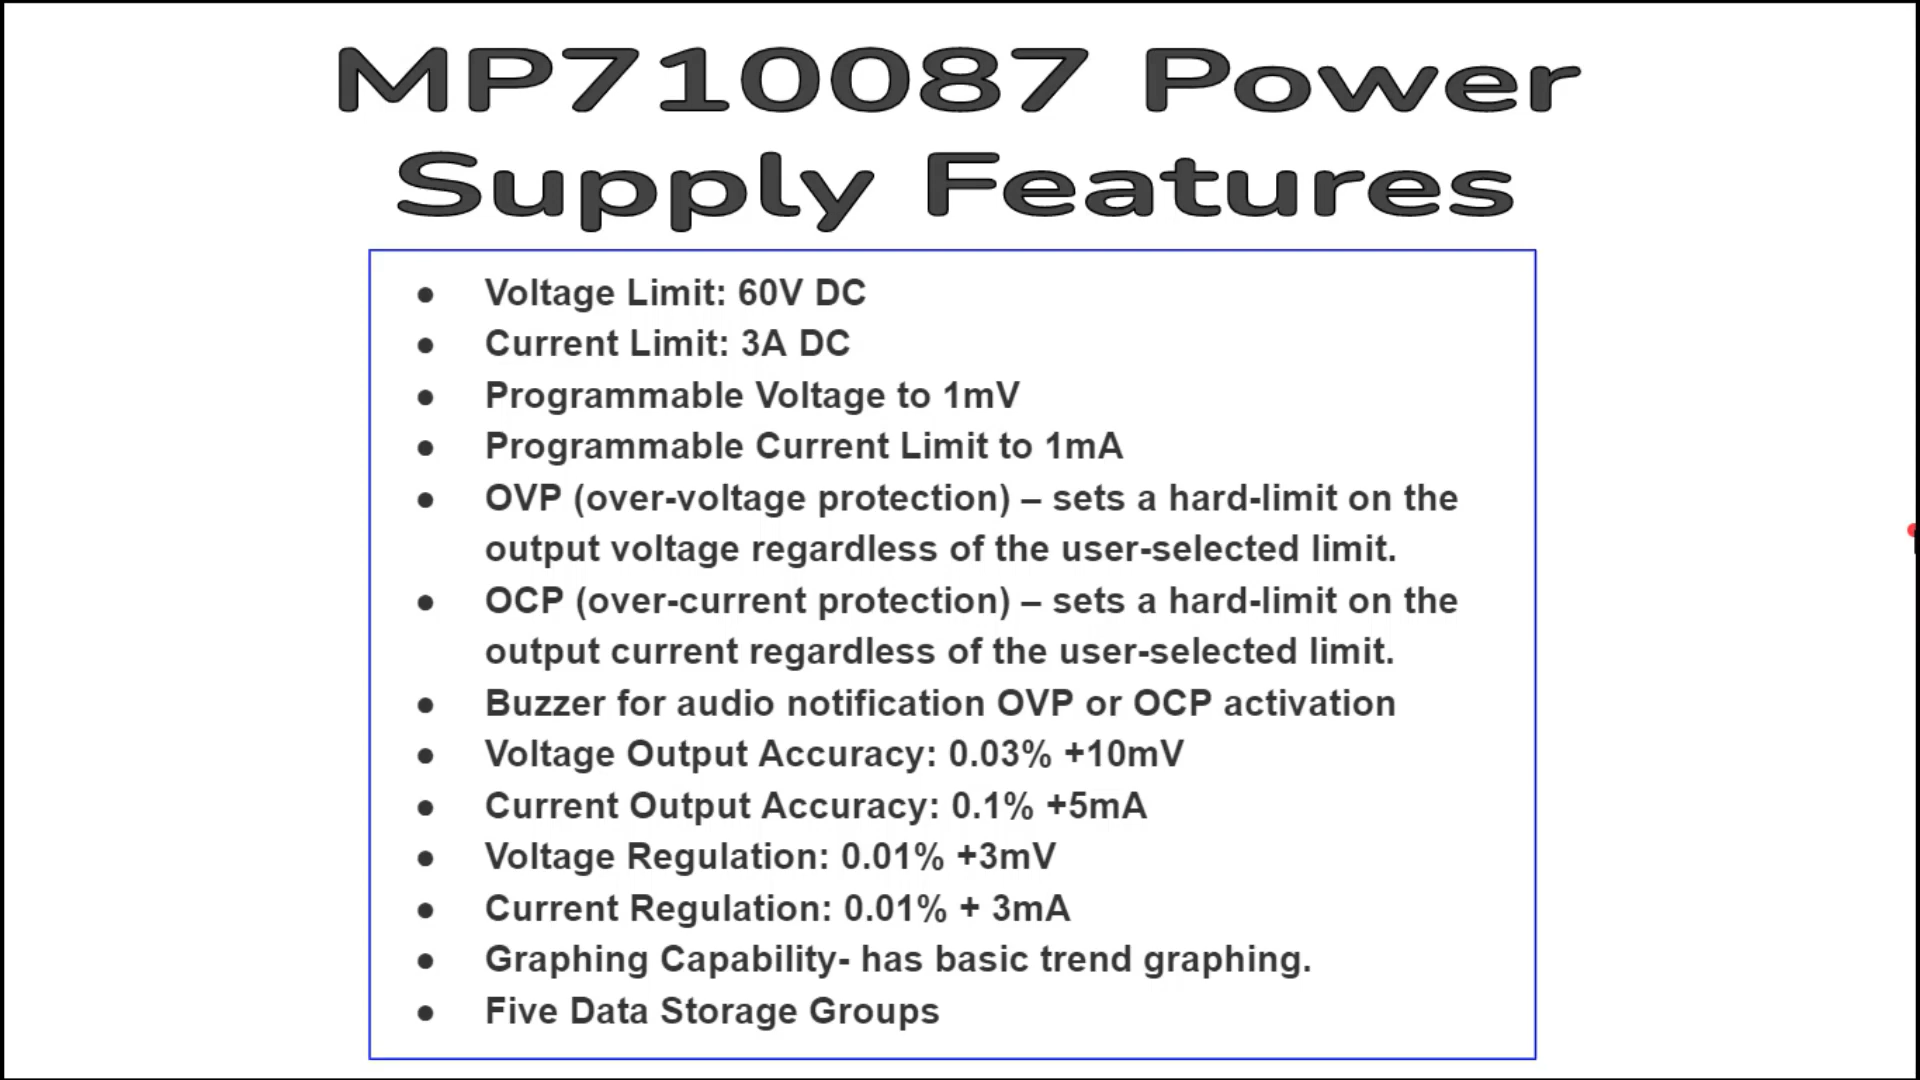 MP710087 Power
Supply Features
● Voltage Limit: 60V DC
● Current Limit: 3A DC
● Programmable Voltage to 1mV
● Programmable Current Limit to 1mA
● OVP (over-voltage protection) – sets a hard-limit on the
output voltage regardless of the user-selected limit.
● OCP (over-current protection) – sets a hard-limit on the
output current regardless of the user-selected limit.
● Buzzer for audio notification OVP or OCP activation
● Voltage Output Accuracy: 0.03% +10mV
● Current Output Accuracy: 0.1% +5mA
● Voltage Regulation: 0.01% +3mV
● Current Regulation: 0.01% + 3mA
● Graphing Capability- has basic trend graphing.
● Five Data Storage Groups